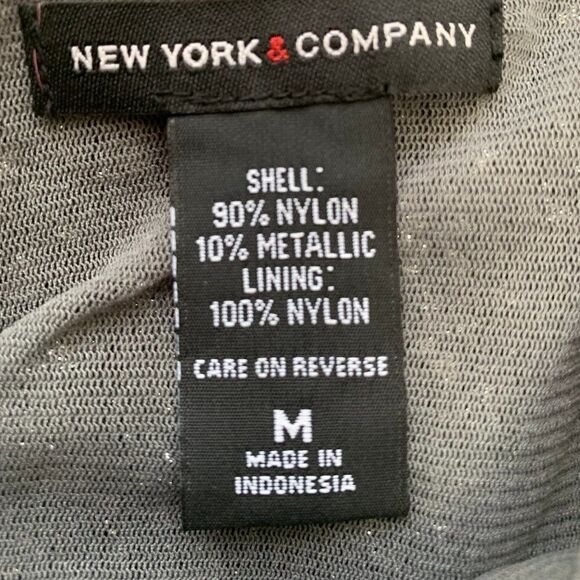 NEW YORK & COMPANY
SHELL:
90% NYLON
10% METALLIC
LINING:
100% NYLON
CARE ON REVERSE
M
MADE IN
INDONESIA